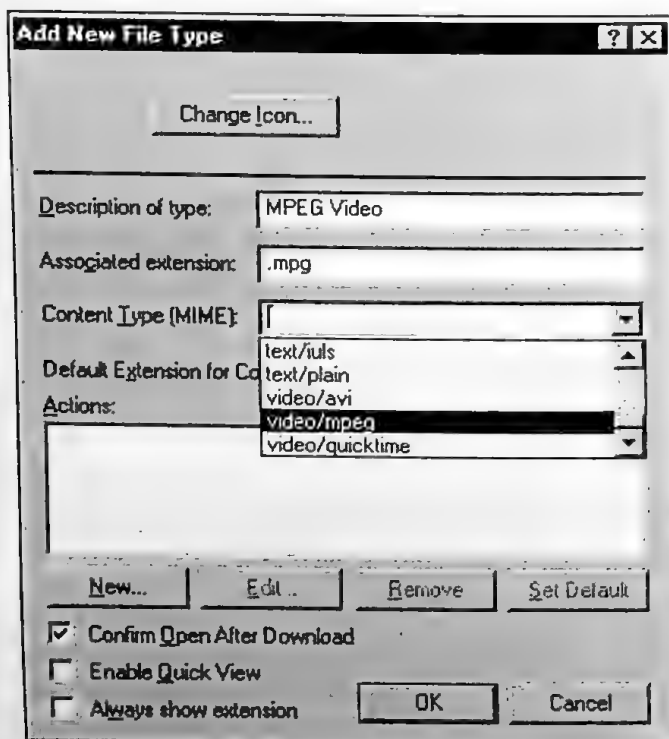 Add New File Type
Change Icon...
Description of type: MPEG Video
Associated extension: .mpg
Content Type (MIME):
text/iuls
Default Extension for Co
text/plain
video/avi
Actions:
video/mpeg
video/quicktime
New... Edit... Remove Set Default
Confirm Open After Download
Enable Quick View
Always show extension
OK Cancel